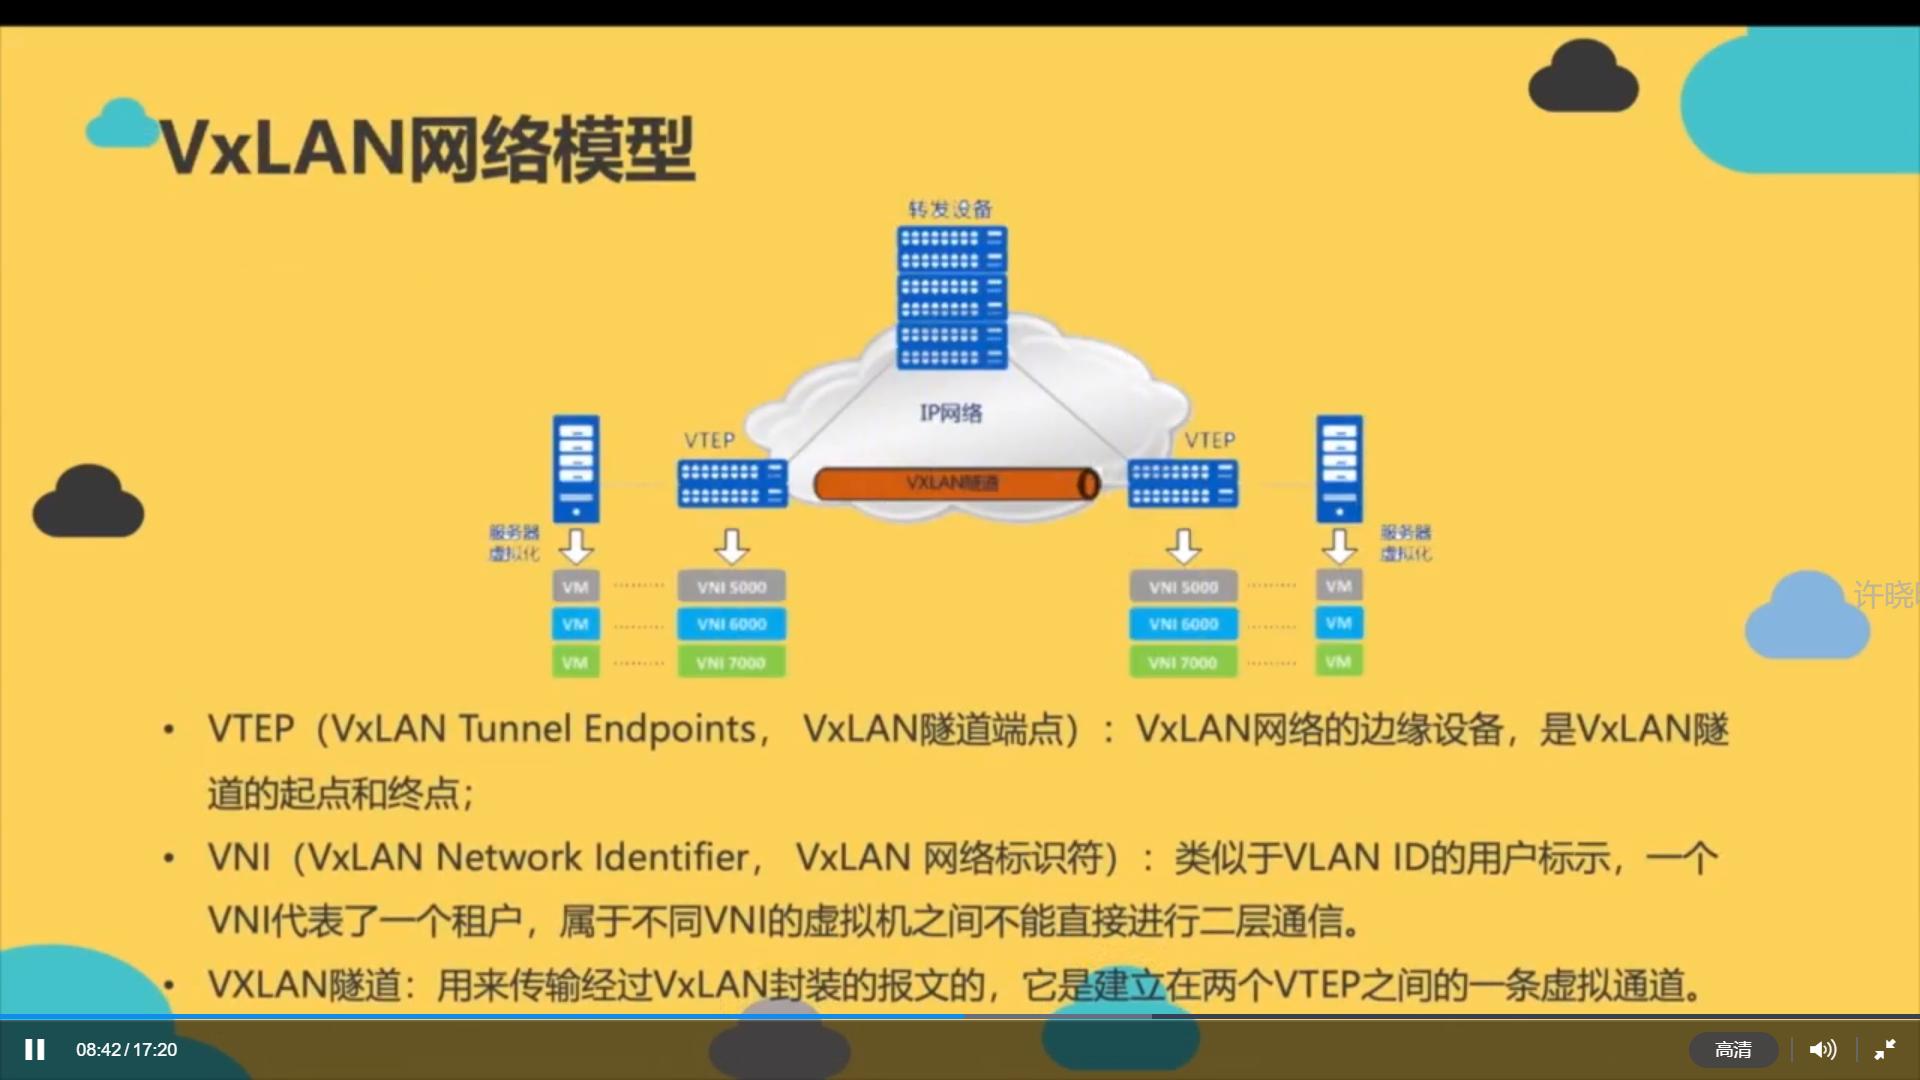 VxLAN网络模型
转发设备
IP网络
VTEP
VTEP
VXLAN隧道
服务器
虚拟化
服务器
虚拟化
VM
VNI 5000
VNI 5000
VM
VM
VNI 6000
VNI 6000
VM
VM
VNI 7000
VNI 7000
VM
• VTEP（VxLAN Tunnel Endpoints， VxLAN隧道端点）：VxLAN网络的边缘设备，是VxLAN隧
道的起点和终点；
• VNI（VxLAN Network Identifier， VxLAN 网络标识符）：类似于VLAN ID的用户标示，一个
VNI代表了一个租户，属于不同VNI的虚拟机之间不能直接进行二层通信。
• VXLAN隧道：用来传输经过VxLAN封装的报文的，它是建立在两个VTEP之间的一条虚拟通道。
许晓
08:42/17:20
高清